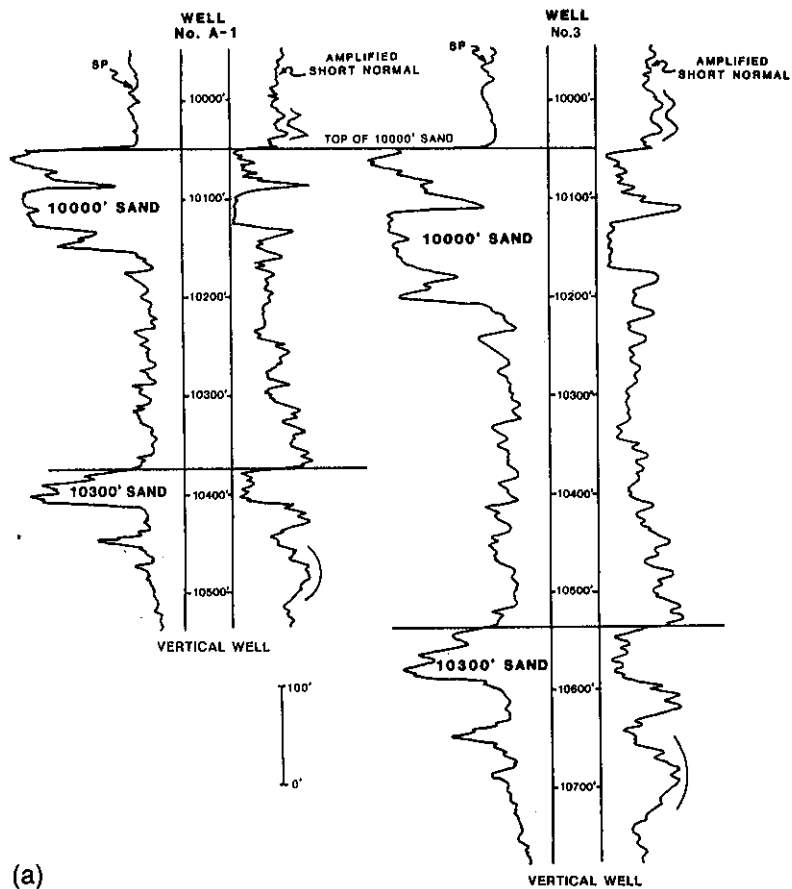 WELL
No. A-1
SP
AMPLIFIED
SHORT NORMAL
10000'
TOP OF 10000' SAND
10100'
10000' SAND
10200'
10300'
10400'
10300' SAND
10500'
VERTICAL WELL
100'
0'
WELL
No.3
SP
AMPLIFIED
SHORT NORMAL
10000'
10100'
10000' SAND
10200'
10300'
10400'
10500'
10300' SAND
10600'
10700'
VERTICAL WELL
(a)